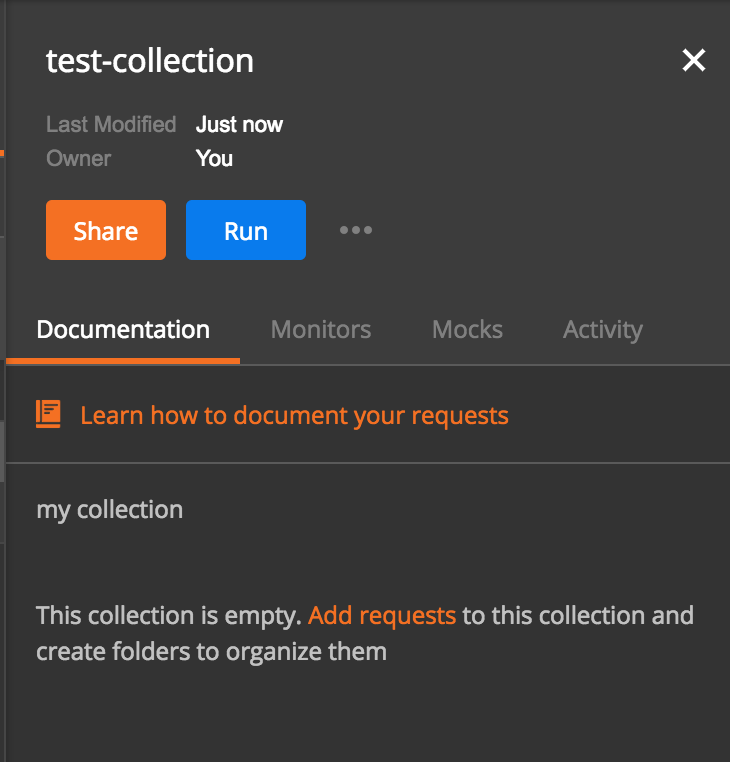 test-collection
Last Modified Just now
Owner You
Share Run
Documentation Monitors Mocks Activity
Learn how to document your requests
my collection
This collection is empty. Add requests to this collection and
create folders to organize them